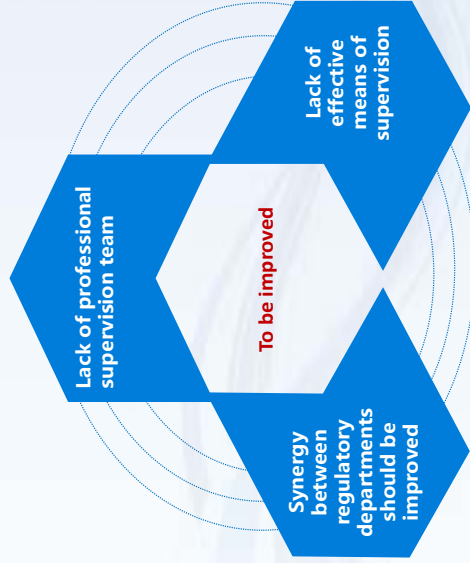 Lack of professional
supervision team
To be improved
Synergy
between
regulatory
departments
should be
improved
Lack of
effective
means of
supervision